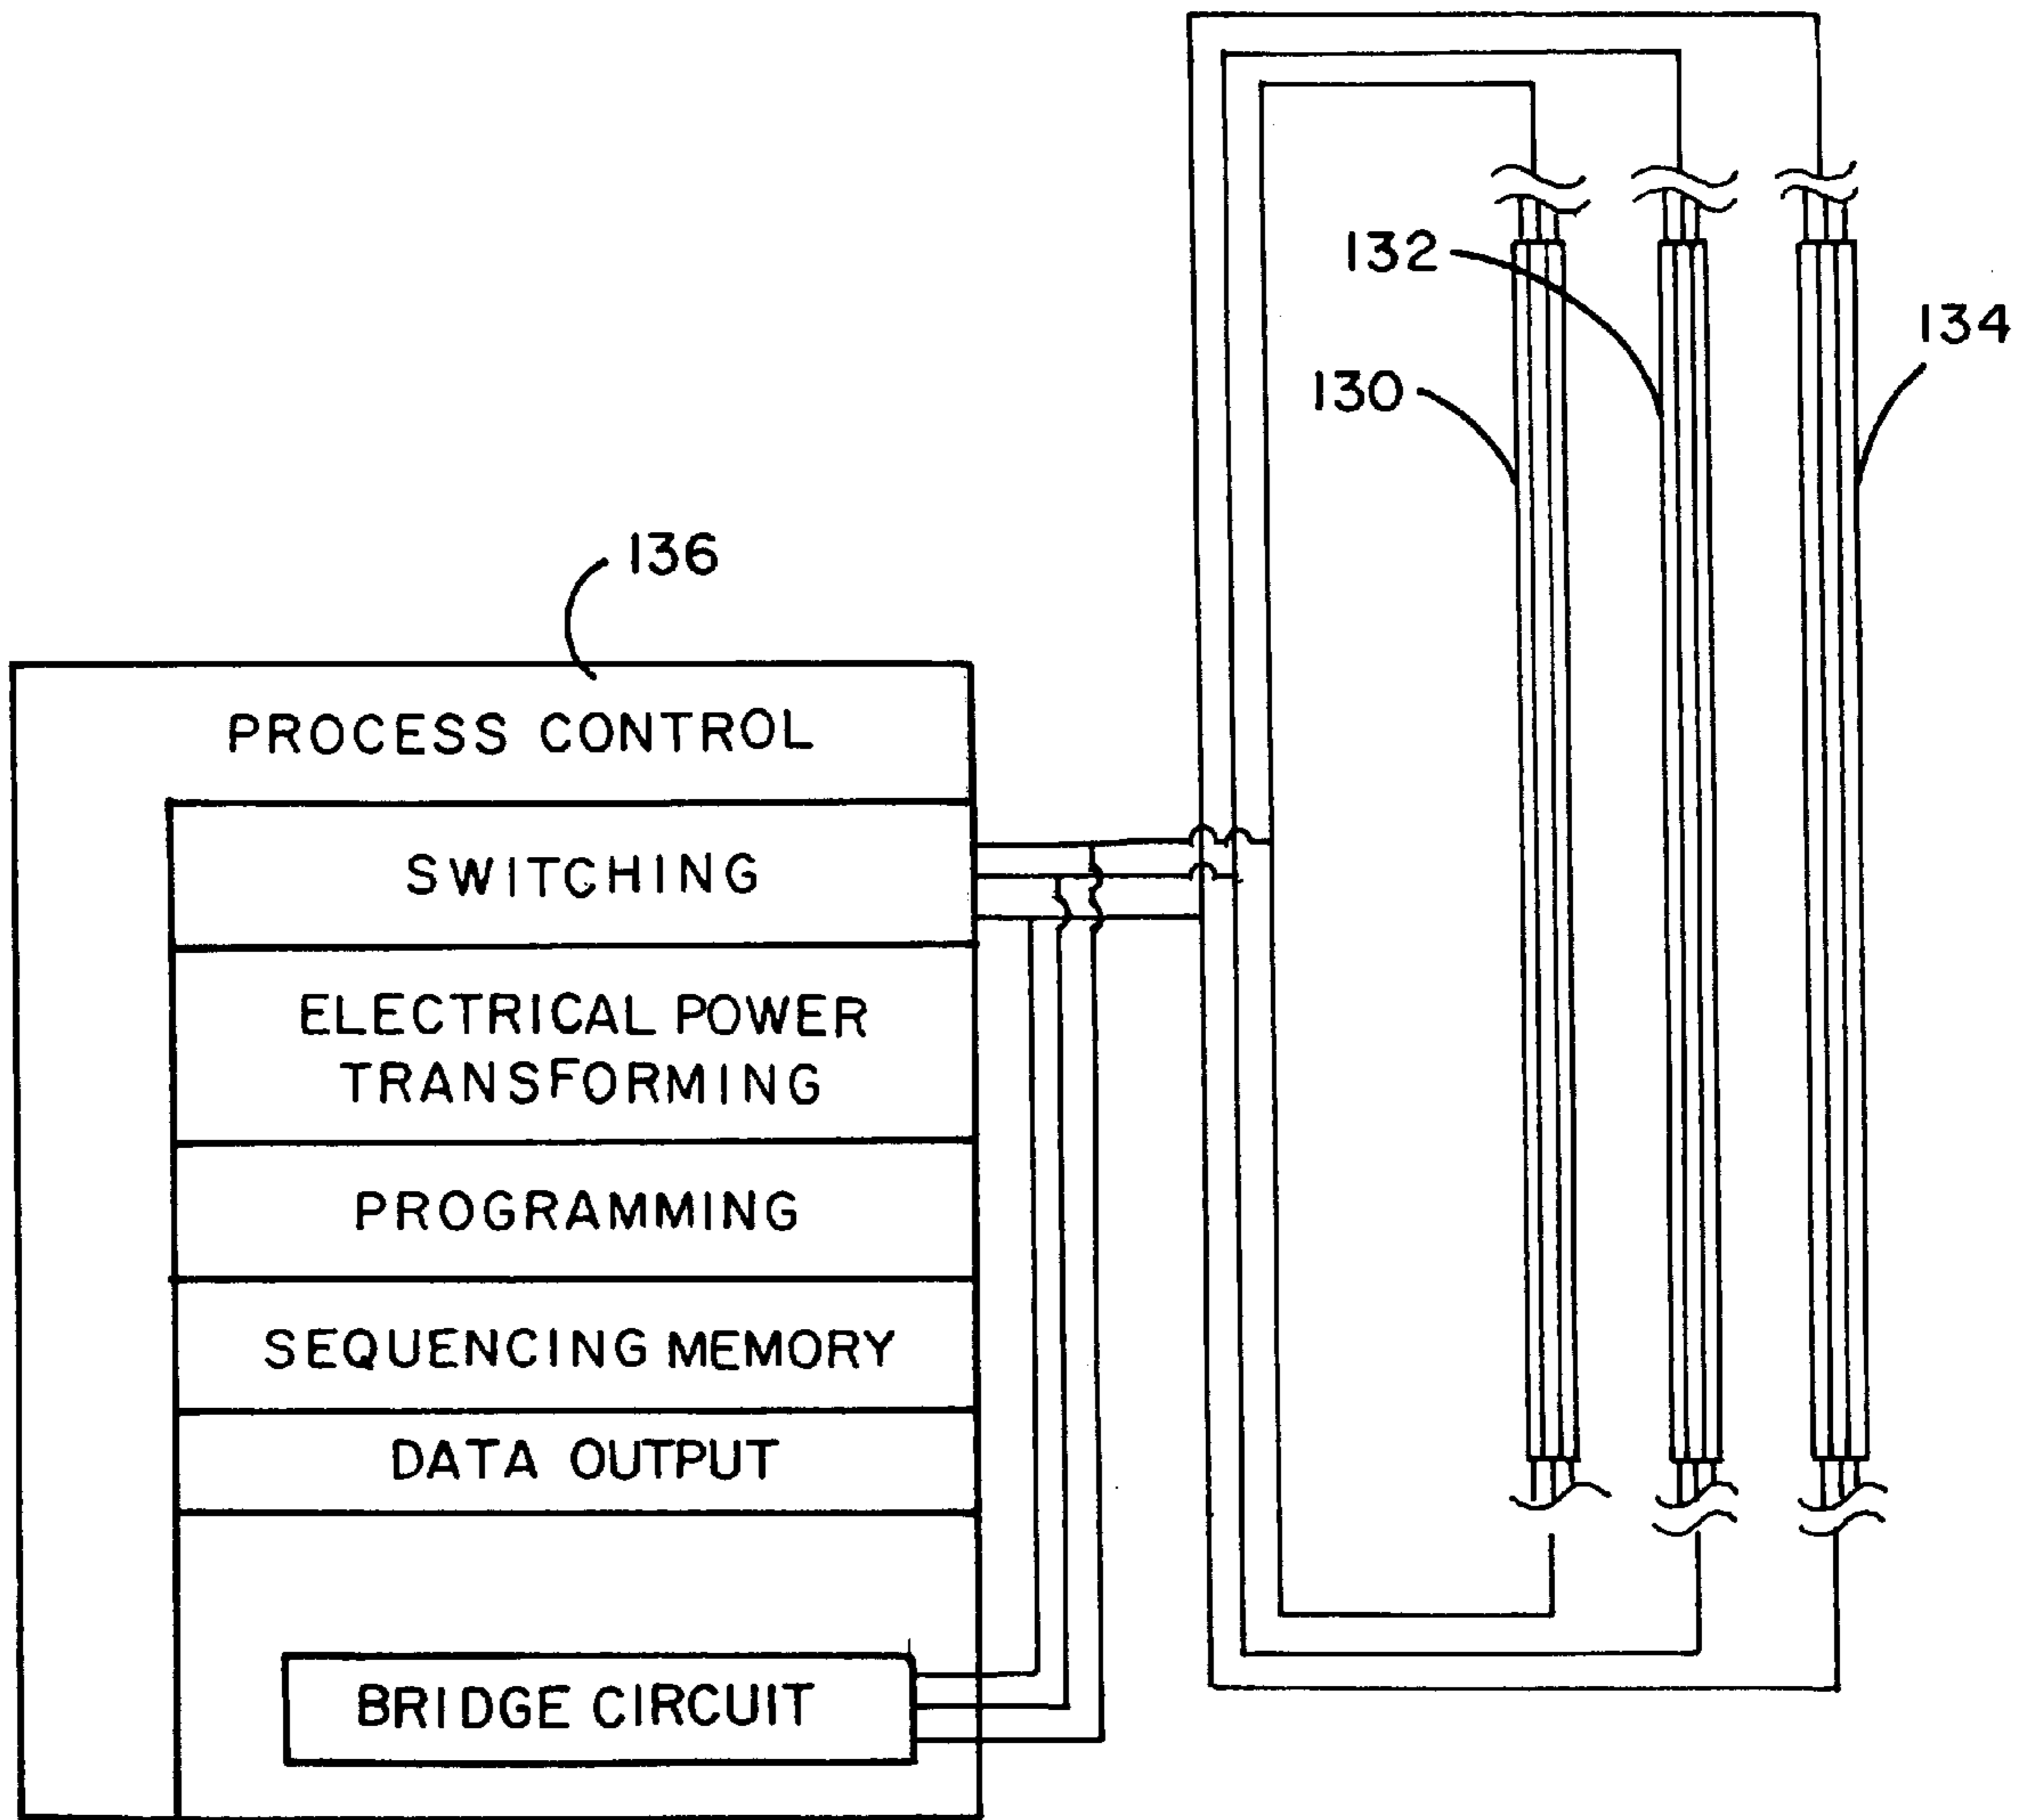 132
134
130
136
PROCESS CONTROL
SWITCHING
ELECTRICAL POWER
TRANSFORMING
PROGRAMMING
SEQUENCING MEMORY
DATA OUTPUT
BRIDGE CIRCUIT